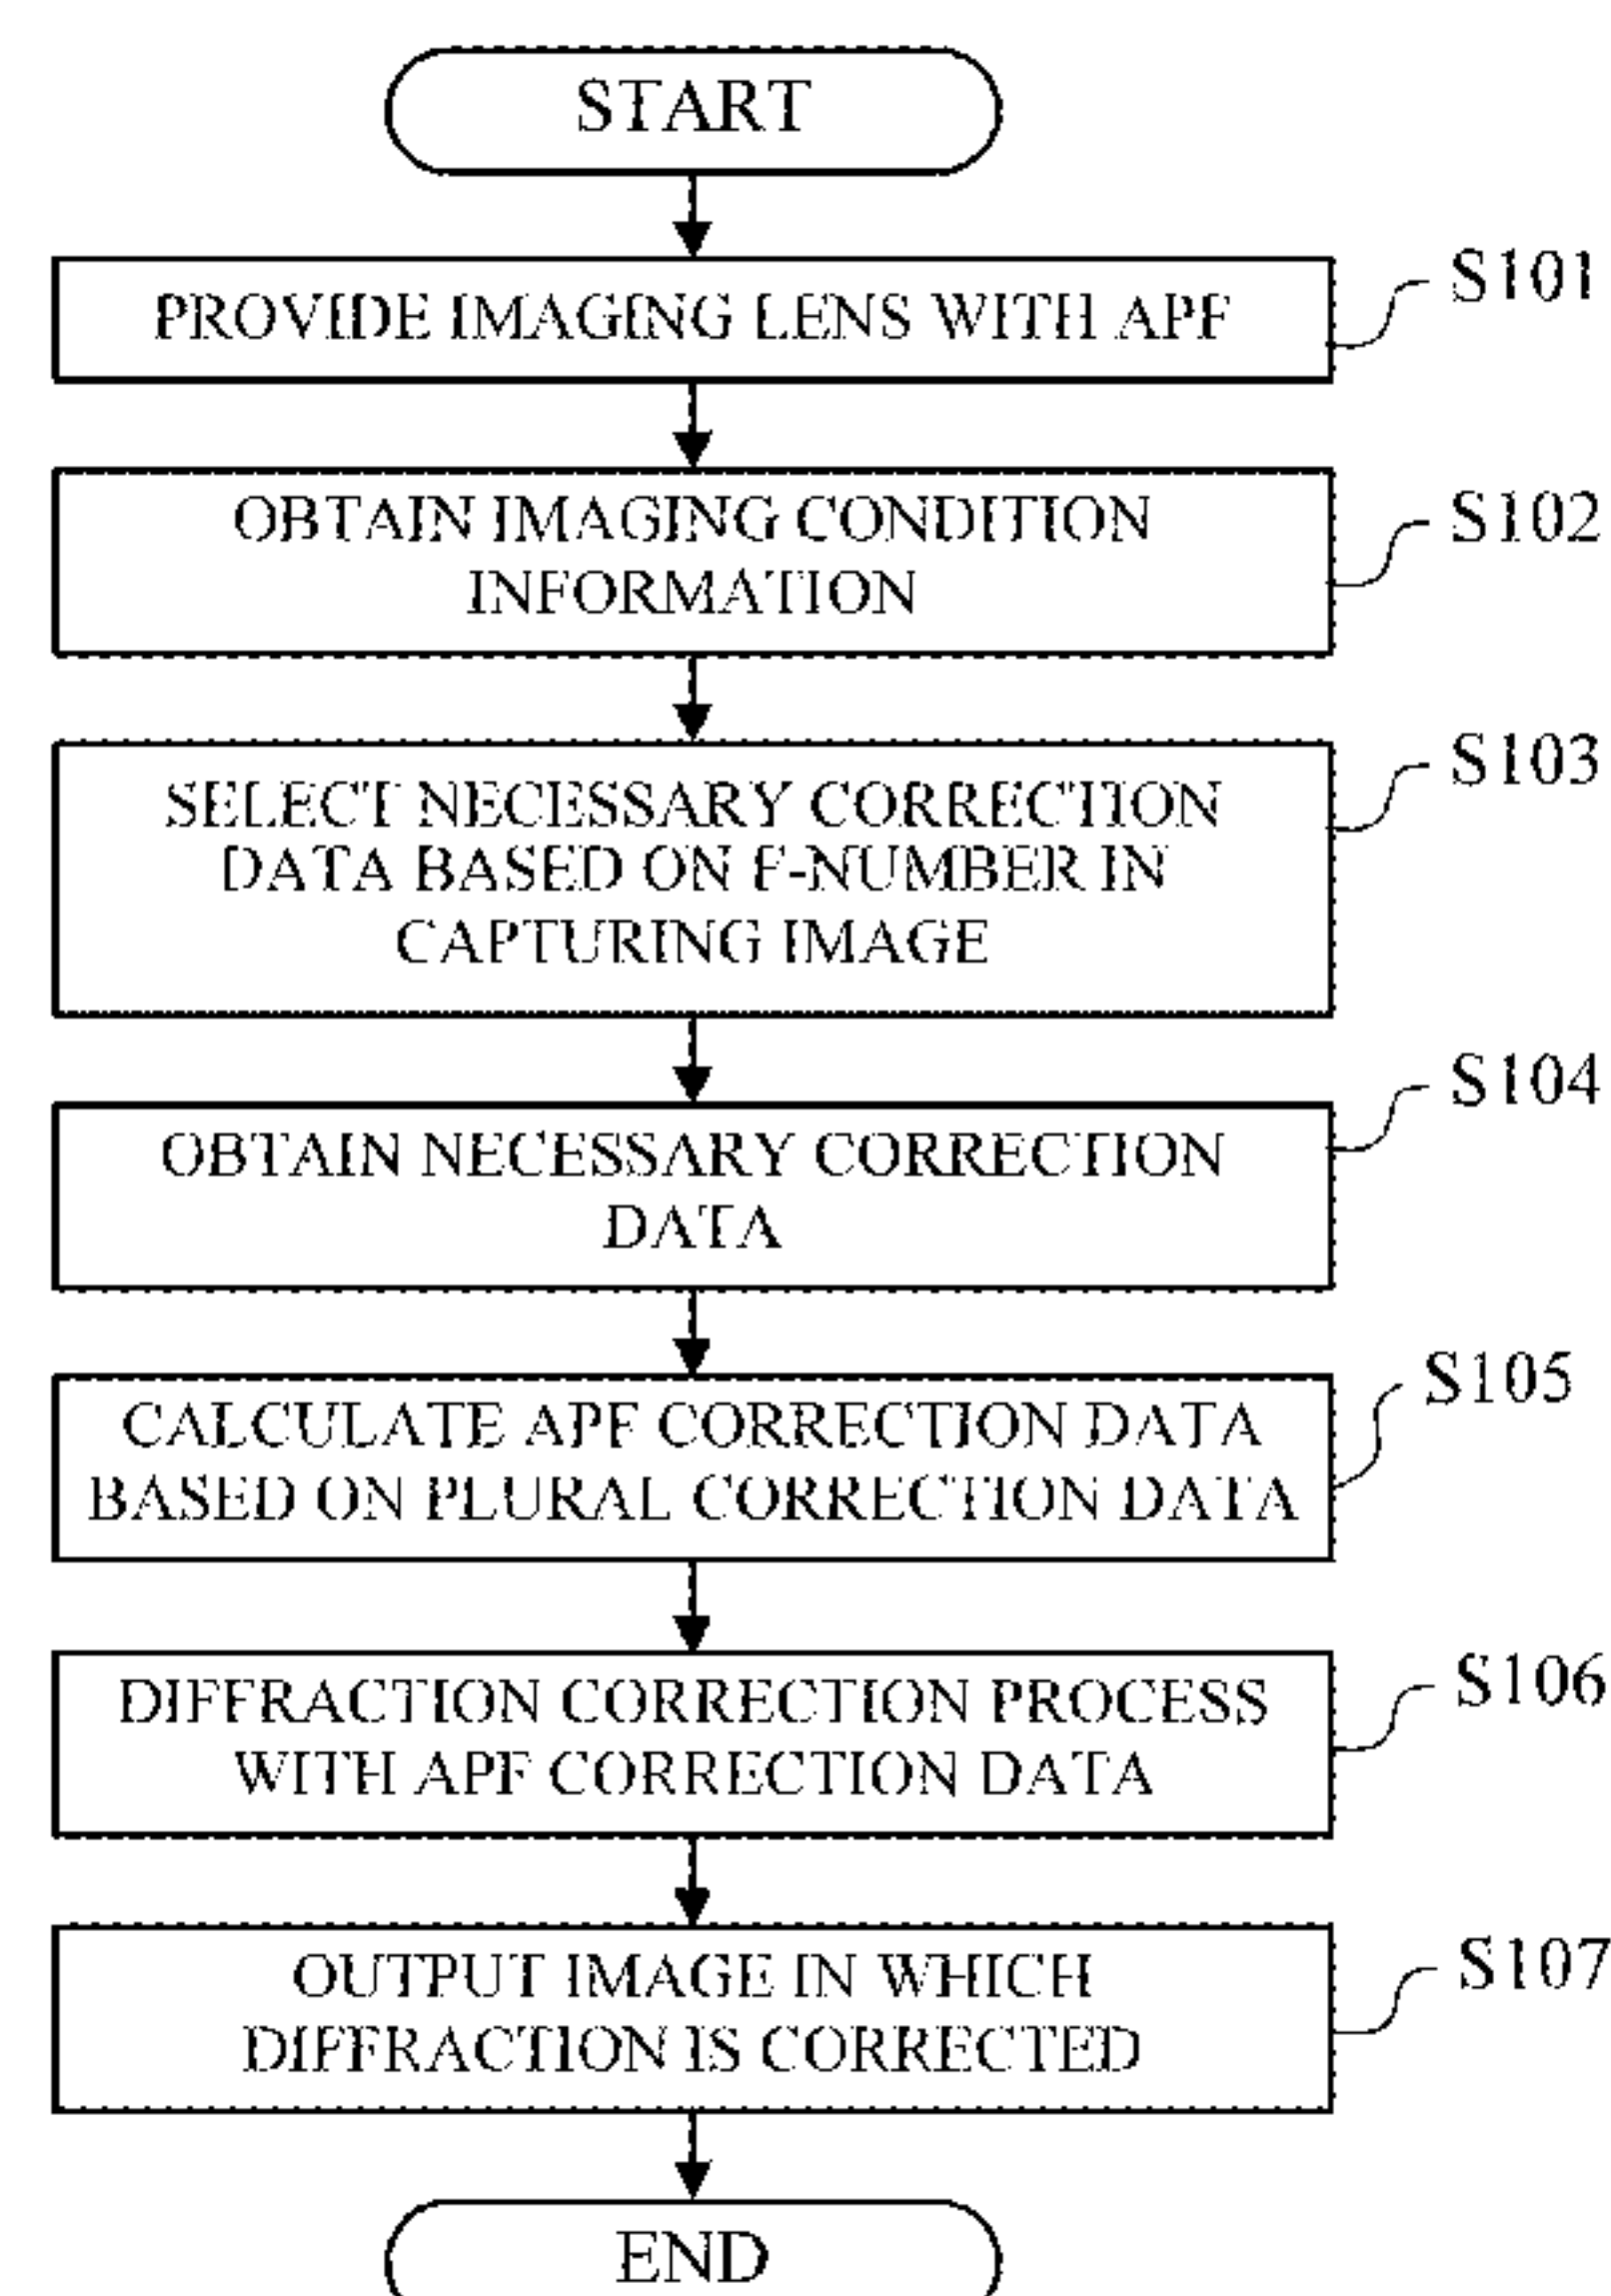 START
PROVIDE IMAGING LENS WITH APF
S101
OBTAIN IMAGING CONDITION
INFORMATION
S102
SELECT NECESSARY CORRECTION
DATA BASED ON F-NUMBER IN
CAPTURING IMAGE
S103
OBTAIN NECESSARY CORRECTION
DATA
S104
CALCULATE APF CORRECTION DATA
BASED ON PLURAL CORRECTION DATA
S105
DIFFRACTION CORRECTION PROCESS
WITH APF CORRECTION DATA
S106
OUTPUT IMAGE IN WHICH
DIFFRACTION IS CORRECTED
S107
END